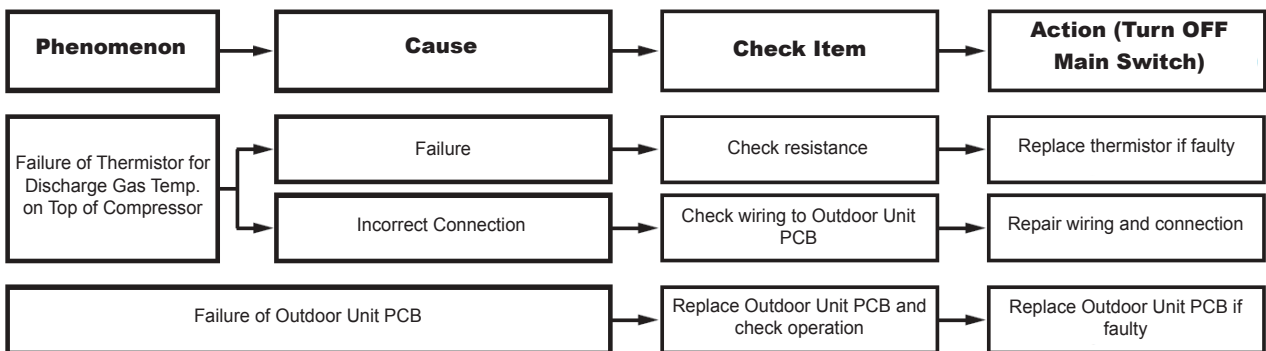 Phenomenon
Cause
Check Item
Action (Turn OFF
Main Switch)
Failure of Thermistor for
Discharge Gas Temp.
on Top of Compressor
Failure
Check resistance
Replace thermistor if faulty
Incorrect Connection
Check wiring to Outdoor Unit
PCB
Repair wiring and connection
Failure of Outdoor Unit PCB
Replace Outdoor Unit PCB and
check operation
Replace Outdoor Unit PCB if
faulty